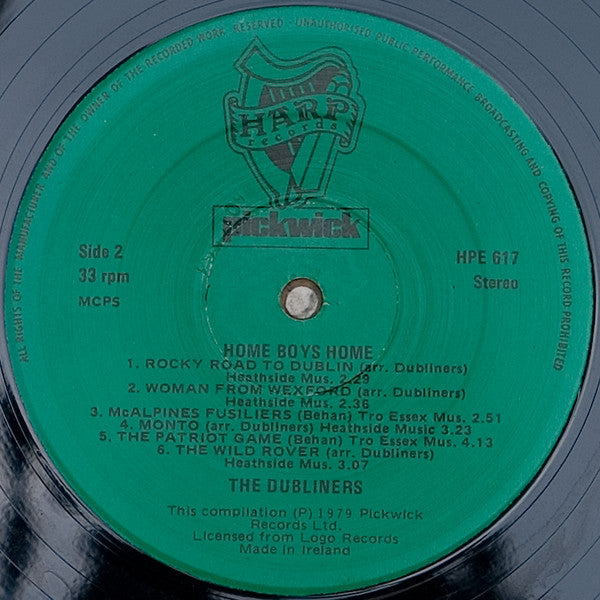 ALL RIGHTS OF THE MANUFACTURER AND OF THE OWNER OF THE RECORDED WORK RESERVED · UNAUTHORISED PUBLIC PERFORMANCE BROADCASTING AND COPYING OF THIS RECORD PROHIBITED
HARP
records
pickwick
Side 2
33 rpm
MCPS
HPE 617
Stereo
HOME BOYS HOME
1. ROCKY ROAD TO DUBLIN (arr. Dubliners)
Heathside Mus. 2.29
2. WOMAN FROM WEXFORD (arr. Dubliners)
Heathside Mus. 2.36
3. McALPINES FUSILIERS (Behan) Tro Essex Mus. 2.51
4. MONTO (arr. Dubliners) Heathside Music 3.23
5. THE PATRIOT GAME (Behan) Tro Essex Mus. 4.13
6. THE WILD ROVER (arr. Dubliners)
Heathside Mus. 3.07
THE DUBLINERS
This compilation (P) 1979 Pickwick
Records Ltd.
Licensed from Logo Records
Made in Ireland